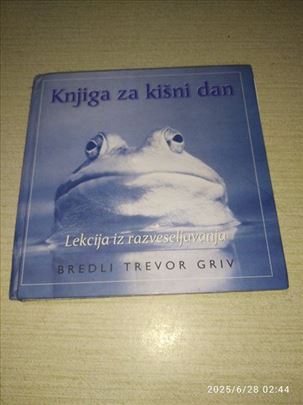 Knjiga za kišni dan
Lekcija iz razveseljavanja
BREDLI TREVOR GRIV
2025/6/28 02:44